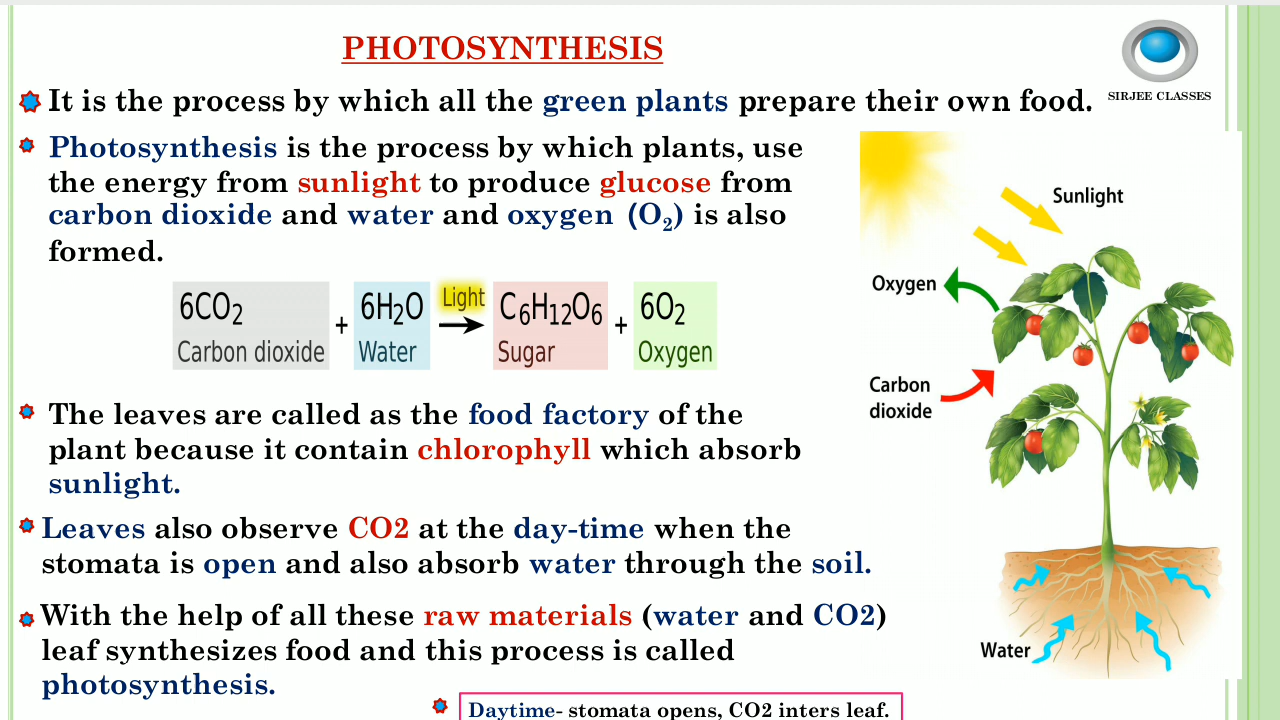 PHOTOSYNTHESIS
SIRJEE CLASSES
It is the process by which all the green plants prepare their own food.
Photosynthesis is the process by which plants, use
the energy from sunlight to produce glucose from
carbon dioxide and water and oxygen (O₂) is also
formed.
6CO₂ + 6H₂O Light → C₆H₁₂O₆ + 6O₂
Carbon dioxide Water Sugar Oxygen
The leaves are called as the food factory of the
plant because it contain chlorophyll which absorb
sunlight.
Leaves also observe CO2 at the day-time when the
stomata is open and also absorb water through the soil.
With the help of all these raw materials (water and CO2)
leaf synthesizes food and this process is called
photosynthesis.
Daytime- stomata opens, CO2 inters leaf.
Sunlight
Oxygen
Carbon
dioxide
Water